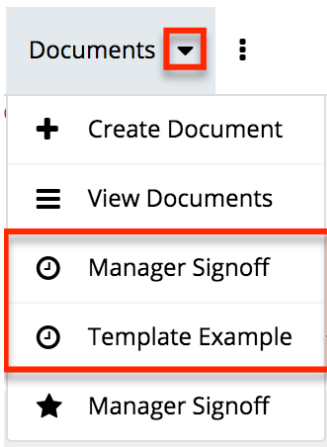 Documents
Create Document
View Documents
Manager Signoff
Template Example
Manager Signoff